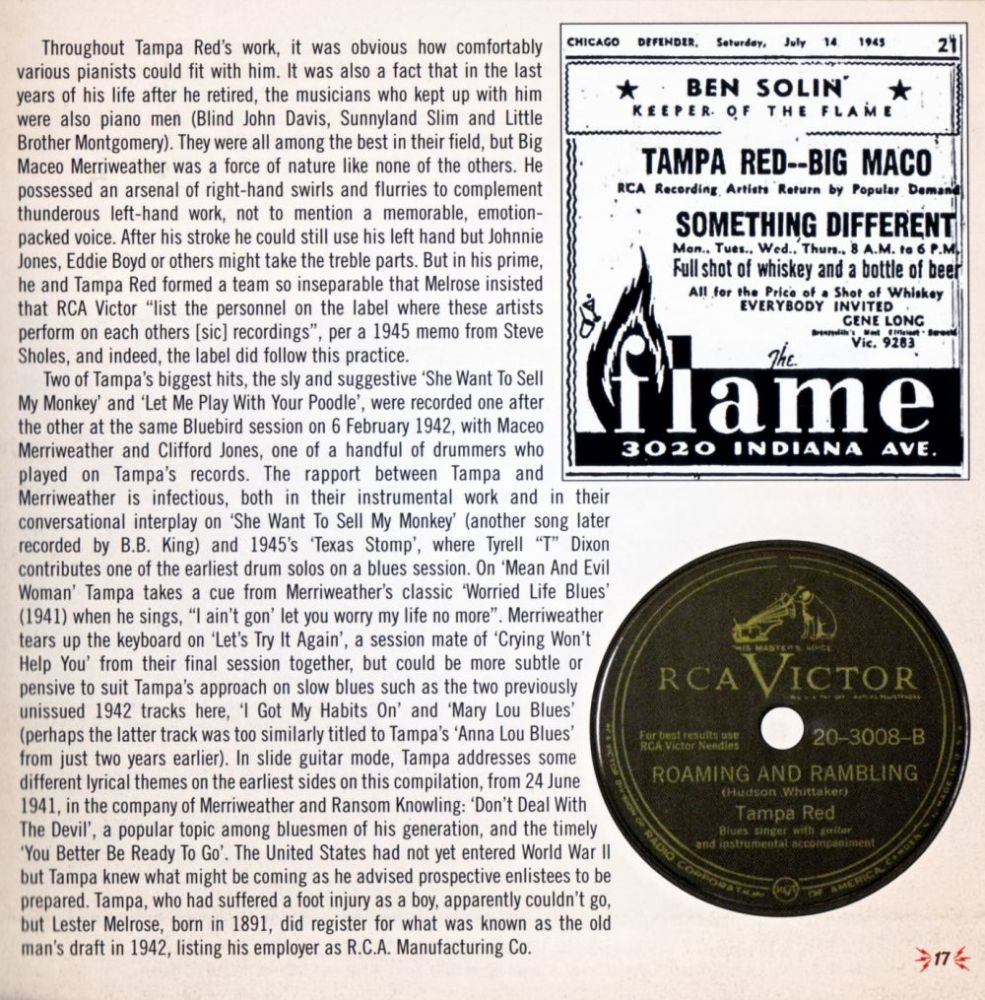 Throughout Tampa Red's work, it was obvious how comfortably
various pianists could fit with him. It was also a fact that in the last
years of his life after he retired, the musicians who kept up with him
were also piano men (Blind John Davis, Sunnyland Slim and Little
Brother Montgomery). They were all among the best in their field, but Big
Maceo Merriweather was a force of nature like none of the others. He
possessed an arsenal of right-hand swirls and flurries to complement
thunderous left-hand work, not to mention a memorable, emotion-
packed voice. After his stroke he could still use his left hand but Johnnie
Jones, Eddie Boyd or others might take the treble parts. But in his prime,
he and Tampa Red formed a team so inseparable that Melrose insisted
that RCA Victor “list the personnel on the label where these artists
perform on each others [sic] recordings”, per a 1945 memo from Steve
Sholes, and indeed, the label did follow this practice.
Two of Tampa's biggest hits, the sly and suggestive ‘She Want To Sell
My Monkey’ and ‘Let Me Play With Your Poodle’, were recorded one after
the other at the same Bluebird session on 6 February 1942, with Maceo
Merriweather and Clifford Jones, one of a handful of drummers who
played on Tampa's records. The rapport between Tampa and
Merriweather is infectious, both in their instrumental work and in their
conversational interplay on ‘She Want To Sell My Monkey’ (another song later
recorded by B.B. King) and 1945's ‘Texas Stomp’, where Tyrell “T” Dixon
contributes one of the earliest drum solos on a blues session. On ‘Mean And Evil
Woman’ Tampa takes a cue from Merriweather's classic ‘Worried Life Blues’
(1941) when he sings, “I ain't gon' let you worry my life no more”. Merriweather
tears up the keyboard on ‘Let's Try It Again’, a session mate of ‘Crying Won't
Help You’ from their final session together, but could be more subtle or
pensive to suit Tampa's approach on slow blues such as the two previously
unissued 1942 tracks here, ‘I Got My Habits On’ and ‘Mary Lou Blues’
(perhaps the latter track was too similarly titled to Tampa's ‘Anna Lou Blues’
from just two years earlier). In slide guitar mode, Tampa addresses some
different lyrical themes on the earliest sides on this compilation, from 24 June
1941, in the company of Merriweather and Ransom Knowling: ‘Don't Deal With
The Devil’, a popular topic among bluesmen of his generation, and the timely
‘You Better Be Ready To Go’. The United States had not yet entered World War II
but Tampa knew what might be coming as he advised prospective enlistees to be
prepared. Tampa, who had suffered a foot injury as a boy, apparently couldn't go,
but Lester Melrose, born in 1891, did register for what was known as the old
man's draft in 1942, listing his employer as R.C.A. Manufacturing Co.
CHICAGO DEFENDER, Saturday, July 14 1945 21
BEN SOLIN'
KEEPER OF THE FLAME
TAMPA RED--BIG MACO
RCA Recording Artists Return by Popular Demand
SOMETHING DIFFERENT
Mon., Tues., Wed., Thurs., 8 A.M. to 6 P.M.
Full shot of whiskey and a bottle of beer
All for the Price of a Shot of Whiskey
EVERYBODY INVITED
GENE LONG
Vic. 9283
The
flame
3020 INDIANA AVE.
HIS MASTER'S VOICE
RCA VICTOR
For best results use
RCA Victor Needles
20-3008-B
ROAMING AND RAMBLING
(Hudson Whittaker)
Tampa Red
Blues singer with guitar
and instrumental accompaniment
17